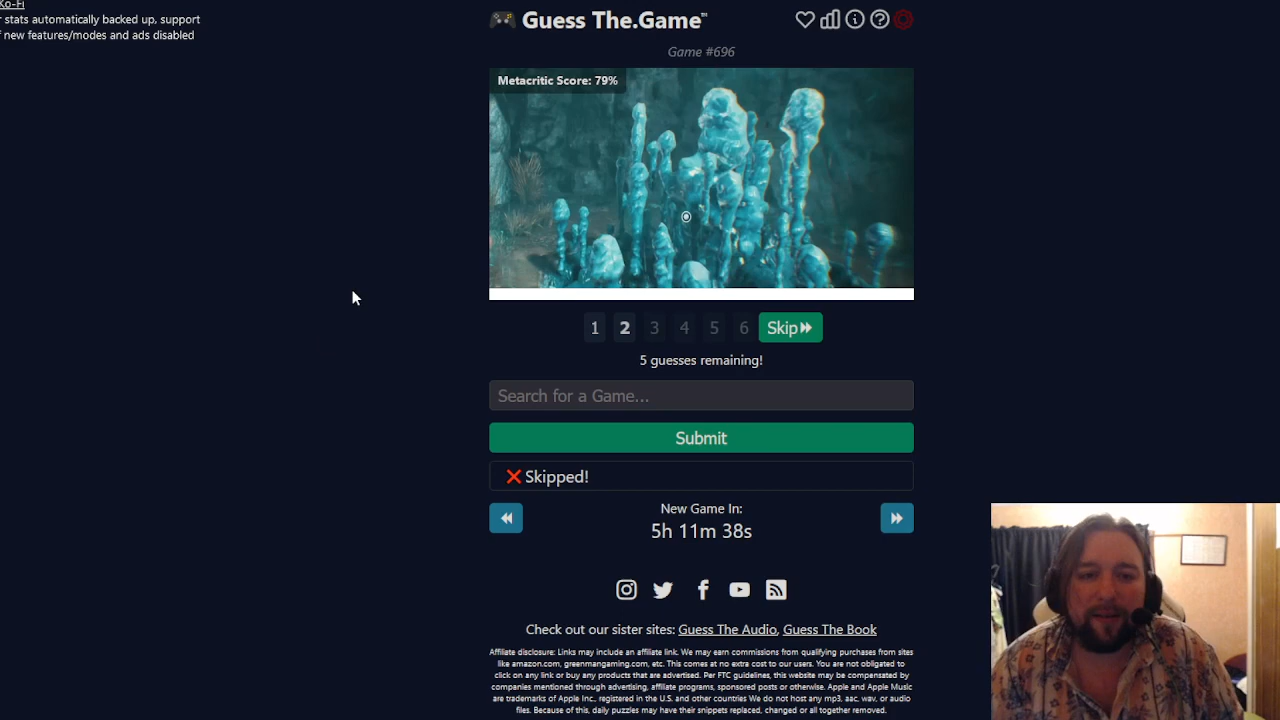 Ko-Fi
stats automatically backed up, support
new features/modes and ads disabled
Guess The.Game™
Game #696
Metacritic Score: 79%
1 2 3 4 5 6 Skip
5 guesses remaining!
Search for a Game...
Submit
❌ Skipped!
New Game In:
5h 11m 38s
Check out our sister sites: Guess The Audio, Guess The Book
Affiliate disclosure: Links may include an affiliate link. We may earn commissions from qualifying purchases from sites
like amazon.com, greenmangaming.com, etc. This comes at no extra cost to our users. You are not obligated to
click on any link or buy any products that are advertised. Per FTC guidelines, this website may be compensated by
companies mentioned through advertising, affiliate programs, sponsored posts or otherwise. Apple and Apple Music
are trademarks of Apple Inc., registered in the U.S. and other countries We do not host any mp3, aac, wav, or audio
files. Because of this, daily puzzles may have their snippets replaced, changed or all together removed.